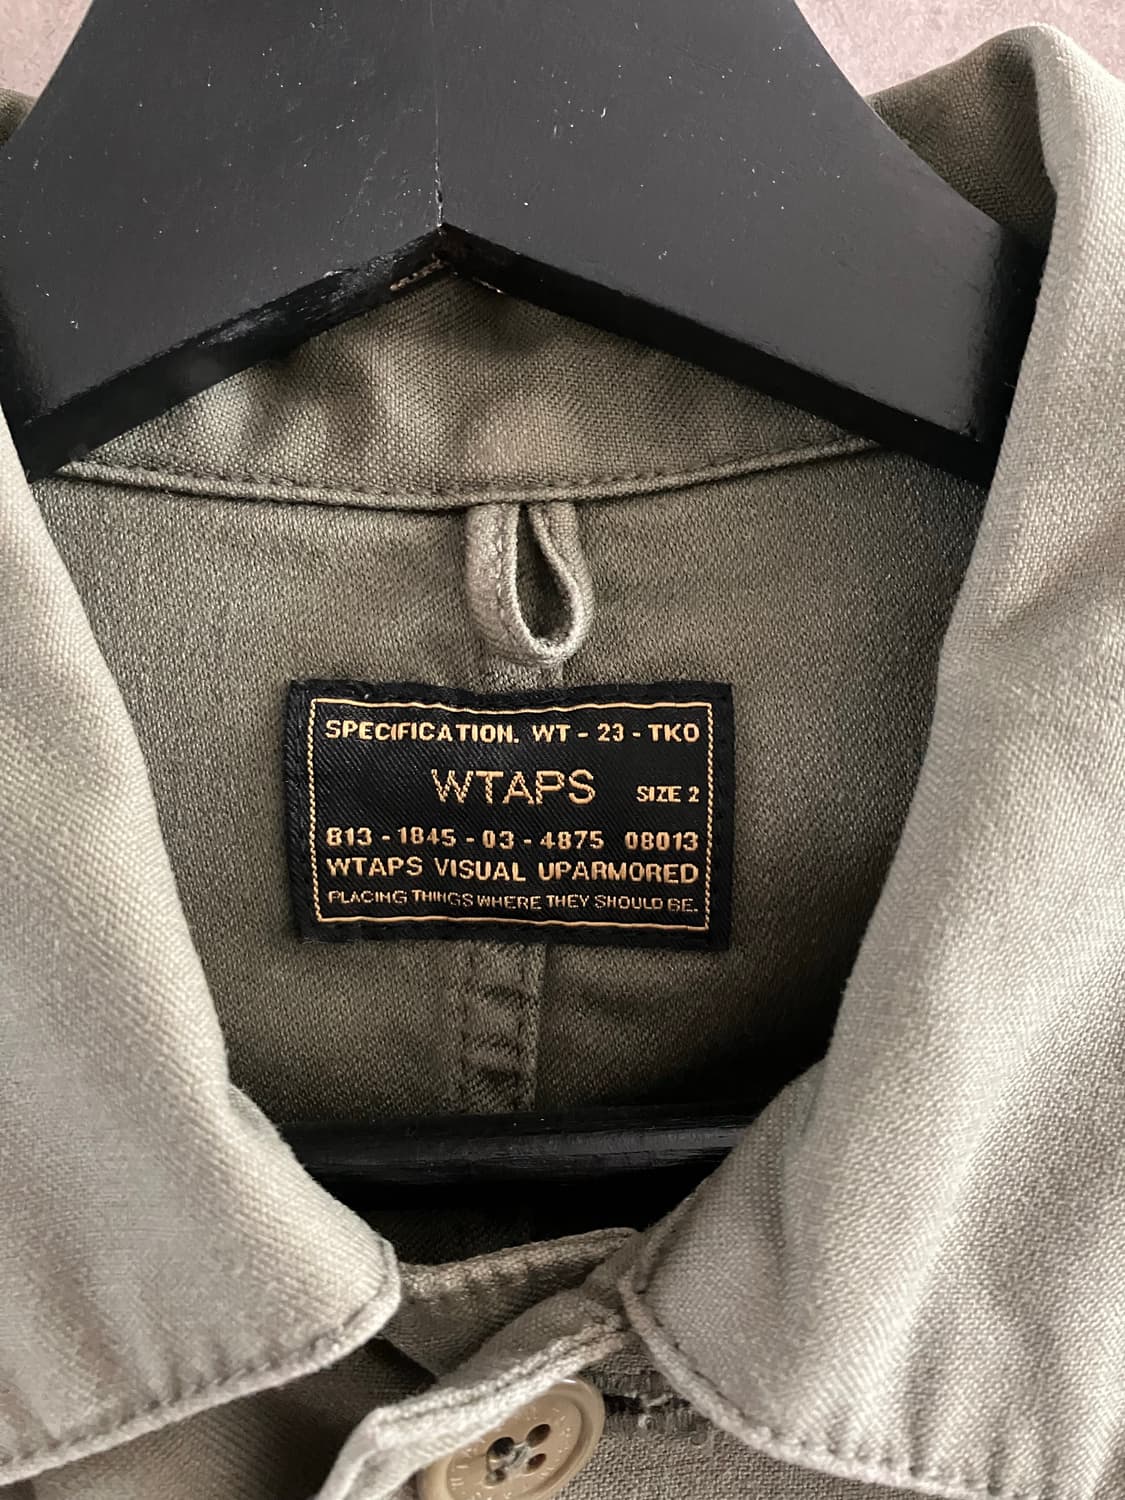 SPECIFICATION. WT - 23 - TKO
WTAPS SIZE 2
813 - 1845 - 03 - 4875 08013
WTAPS VISUAL UPARMORED
PLACING THINGS WHERE THEY SHOULD BE.